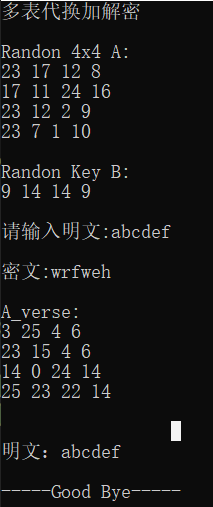 多表代换加解密
Randon 4x4 A:
23 17 12 8
17 11 24 16
23 12 2 9
23 7 1 10
Randon Key B:
9 14 14 9
请输入明文:abcdef
密文:wrfweh
A_verse:
3 25 4 6
23 15 4 6
14 0 24 14
25 23 22 14
明文: abcdef
-----Good Bye-----